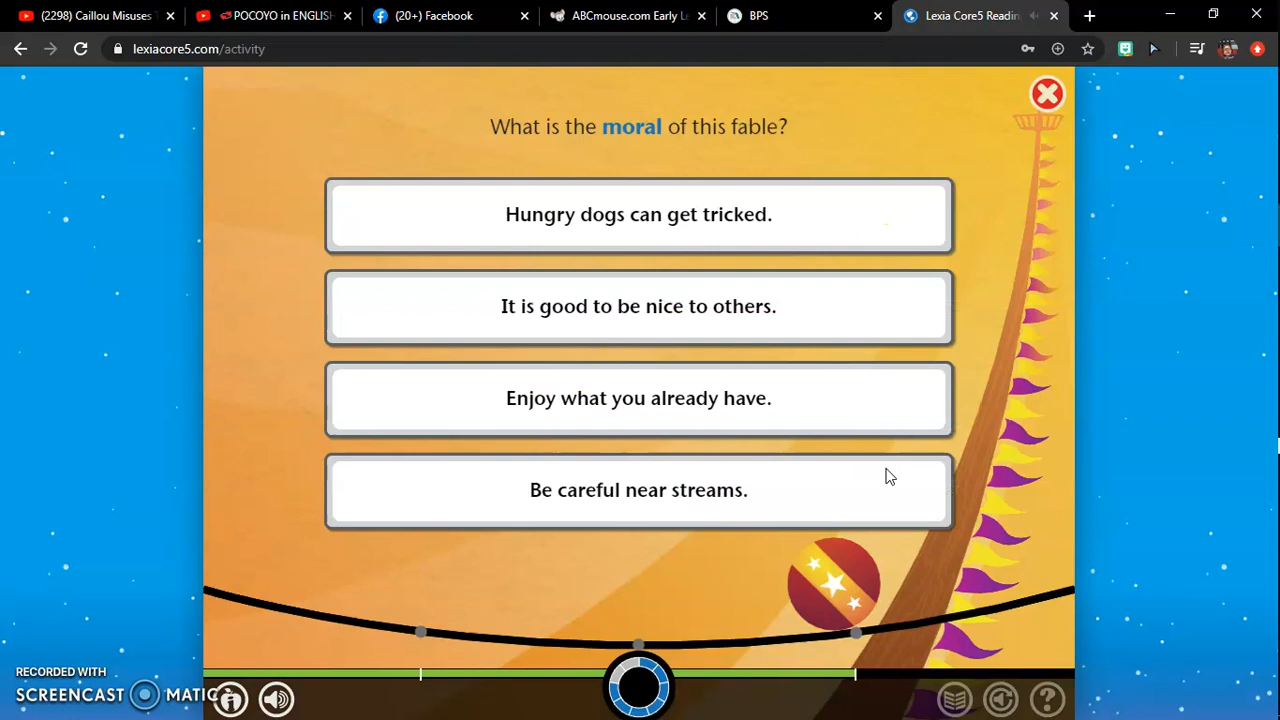 (2298) Caillou Misuses T
POCOYO in ENGLISH
(20+) Facebook
ABCmouse.com Early Le
BPS
Lexia Core5 Readin
lexiacore5.com/activity
What is the moral of this fable?
Hungry dogs can get tricked.
It is good to be nice to others.
Enjoy what you already have.
Be careful near streams.
RECORDED WITH
SCREENCAST MATIC